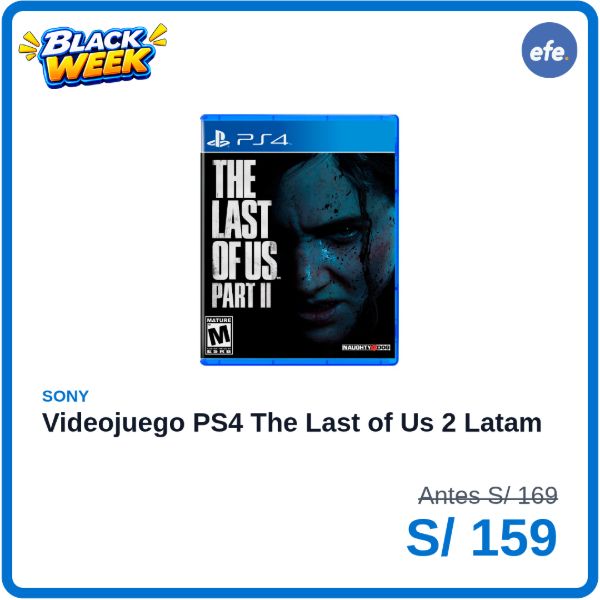 BLACK
WEEK
efe.
PS4
THE
LAST
OF US
PART II
MATURE
M
ESRB
NAUGHTY DOG
SONY
Videojuego PS4 The Last of Us 2 Latam
Antes S/ 169
S/ 159